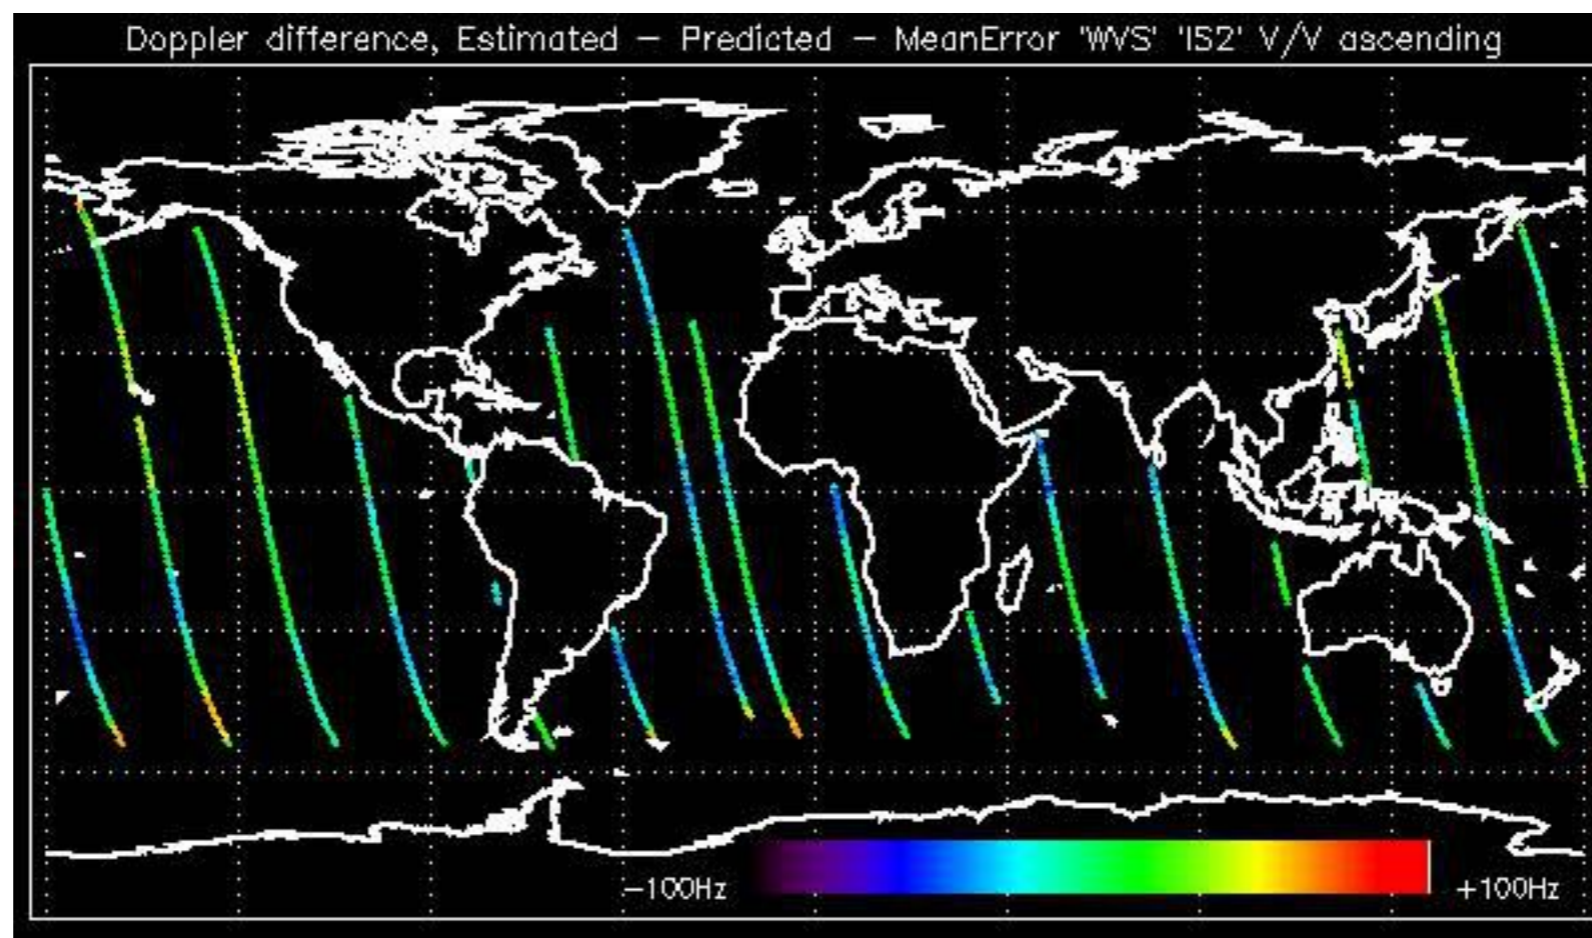 Doppler difference, Estimated – Predicted – MeanError 'WVS' 'IS2' V/V ascending
–100Hz
+100Hz